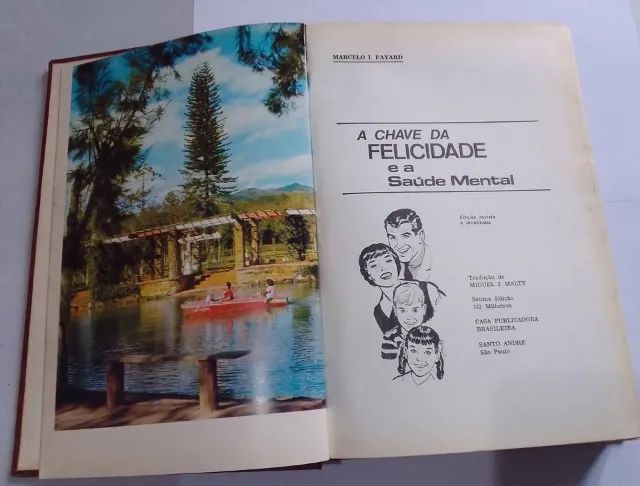 MARCELO I FAYARD
A CHAVE DA
FELICIDADE
e a
Saúde Mental
Edição revista
e atualizada
Tradução de
MIGUEL J. MALTY
Sétima Edição
132 Milheiros
CASA PUBLICADORA
BRASILEIRA
SANTO ANDRÉ
São Paulo